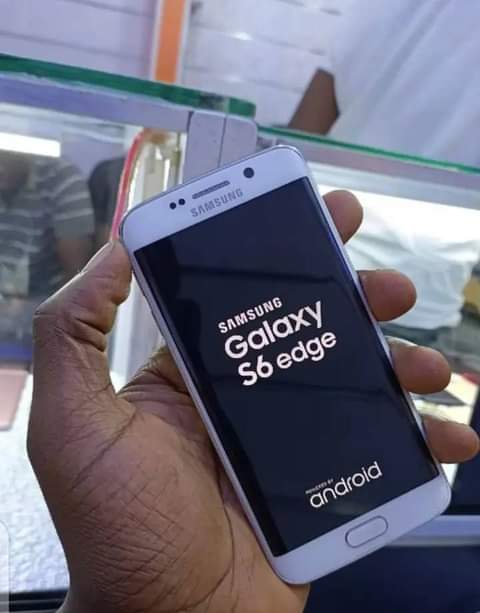 SAMSUNG
SAMSUNG
Galaxy
S6 edge
POWERED BY
android